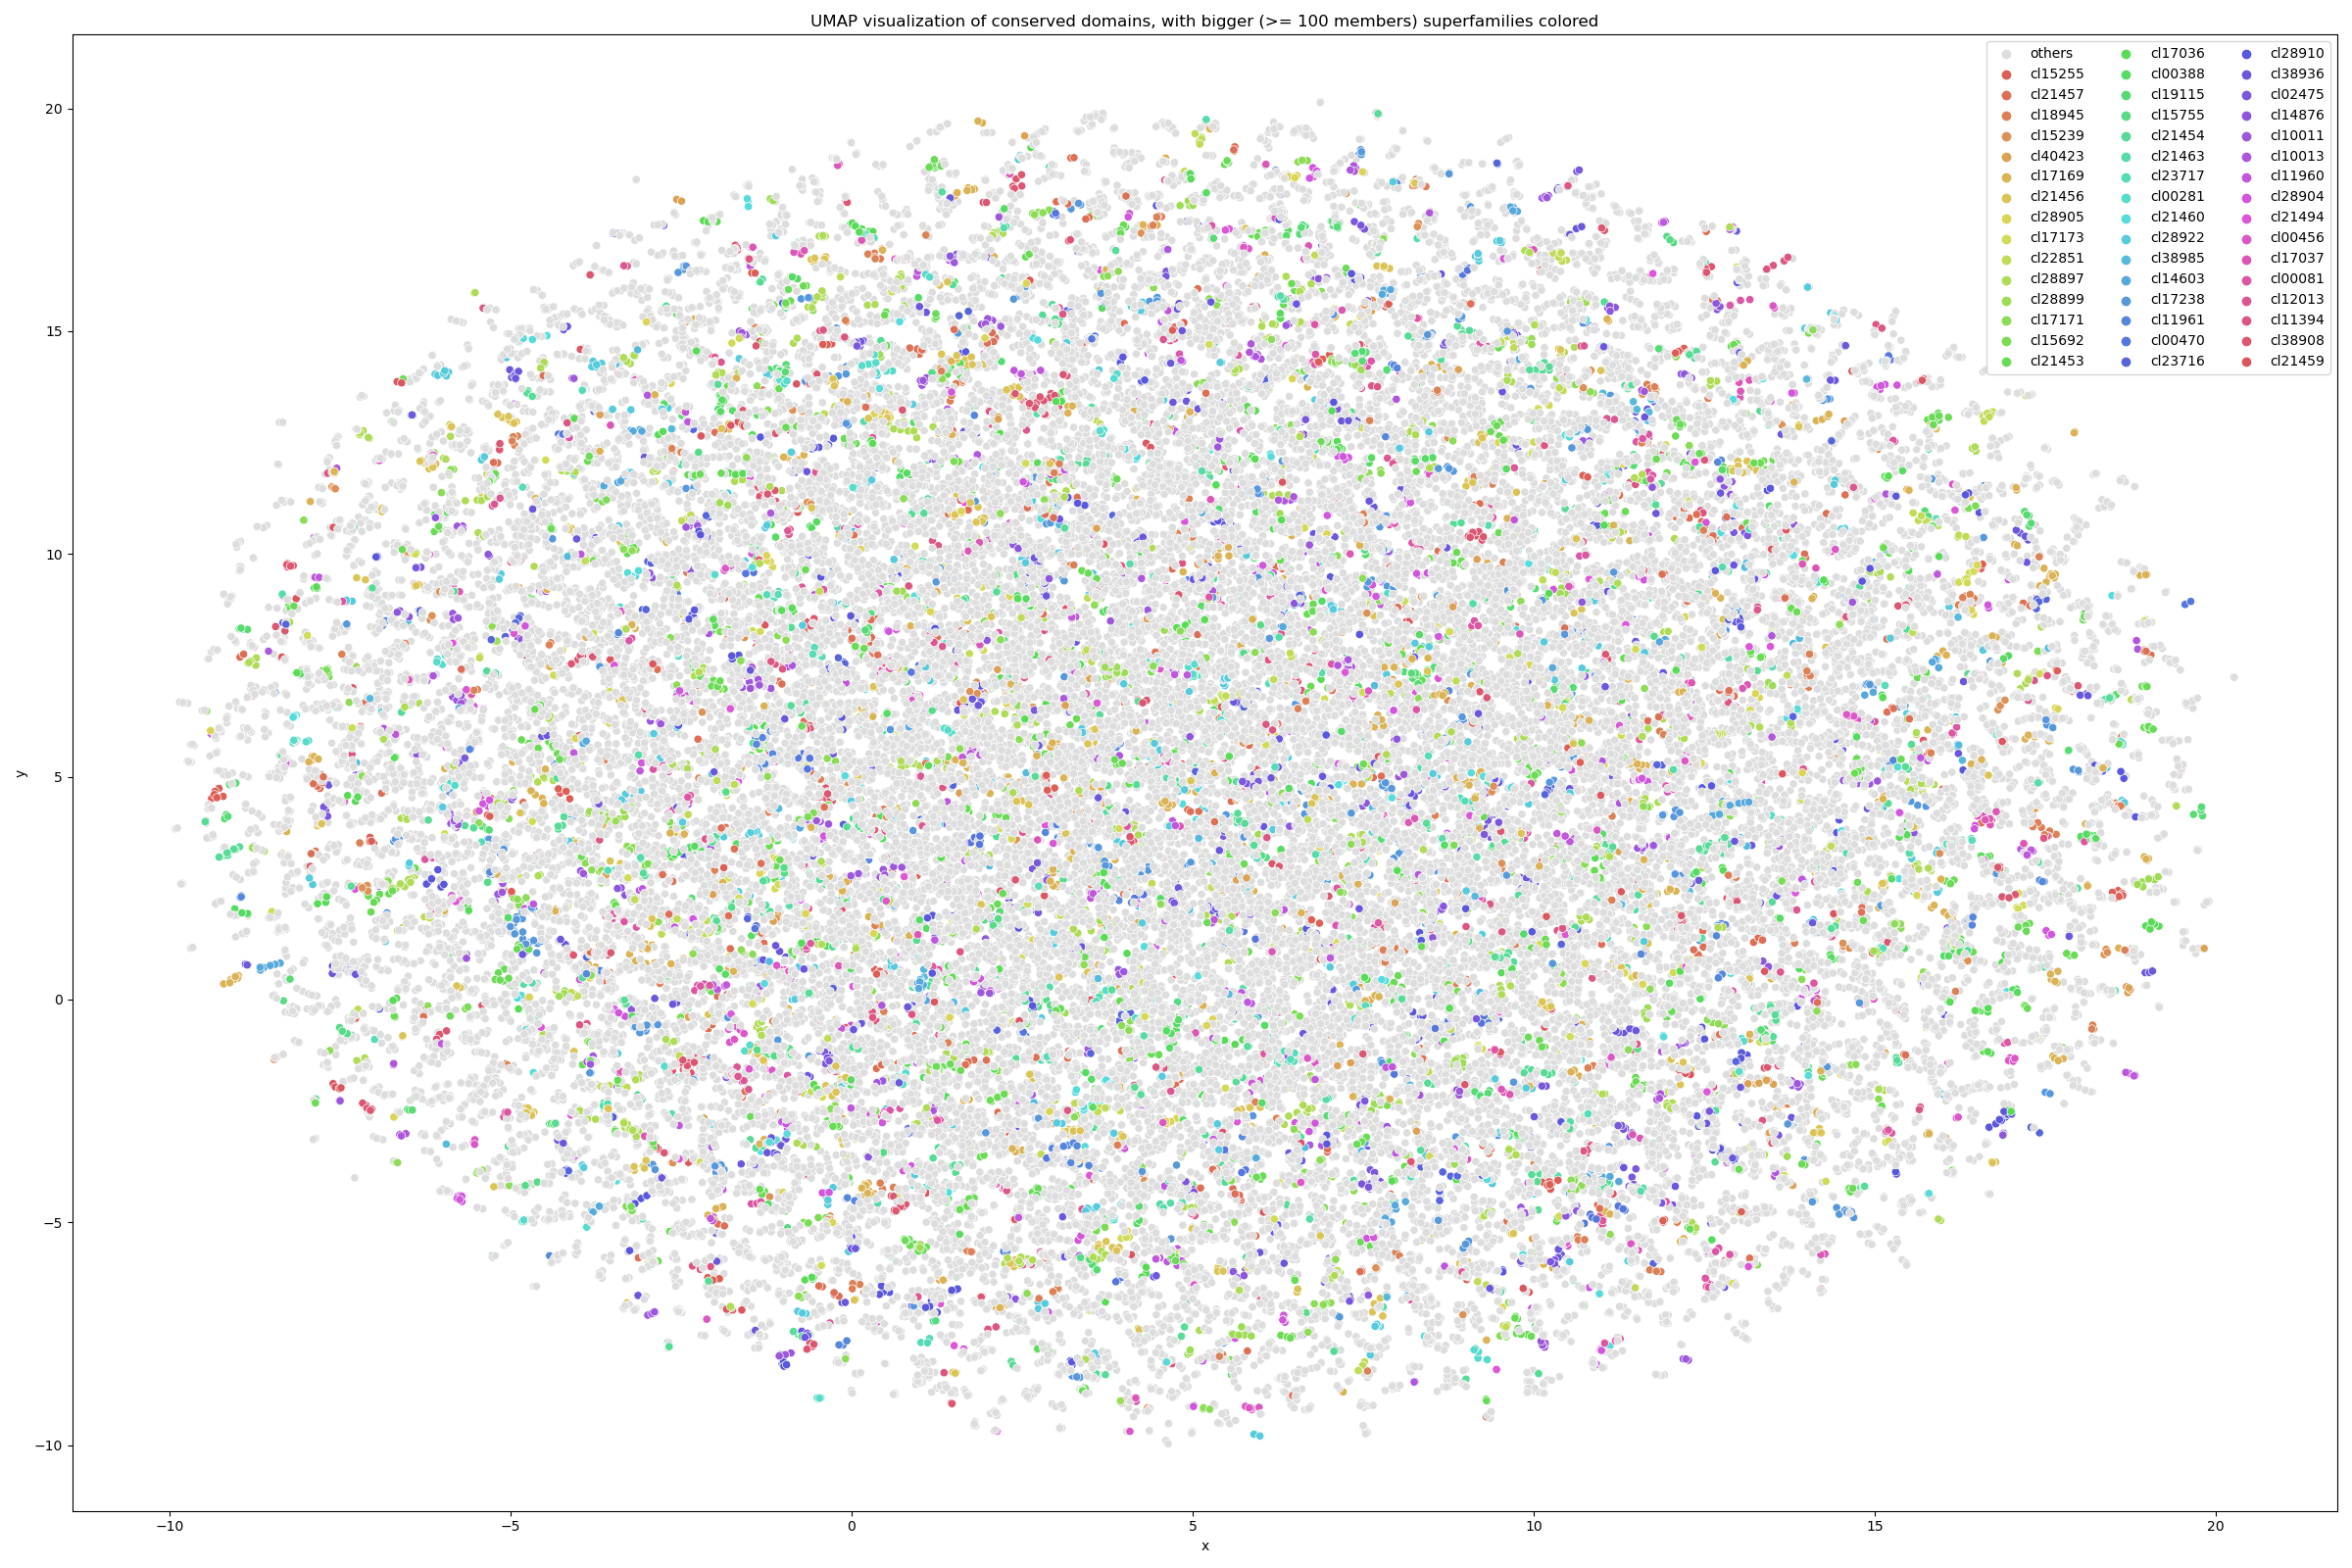 UMAP visualization of conserved domains, with bigger (>= 100 members) superfamilies colored
others cl17036 cl28910
cl15255 cl00388 cl38936
cl21457 cl19115 cl02475
cl18945 cl15755 cl14876
cl15239 cl21454 cl10011
cl40423 cl21463 cl10013
cl17169 cl23717 cl11960
cl21456 cl00281 cl28904
cl28905 cl21460 cl21494
cl17173 cl28922 cl00456
cl22851 cl38985 cl17037
cl28897 cl14603 cl00081
cl28899 cl17238 cl12013
cl17171 cl11961 cl11394
cl15692 cl00470 cl38908
cl21453 cl23716 cl21459
20
15
10
5
0
−5
−10
y
−10 −5 0 5 10 15 20
x